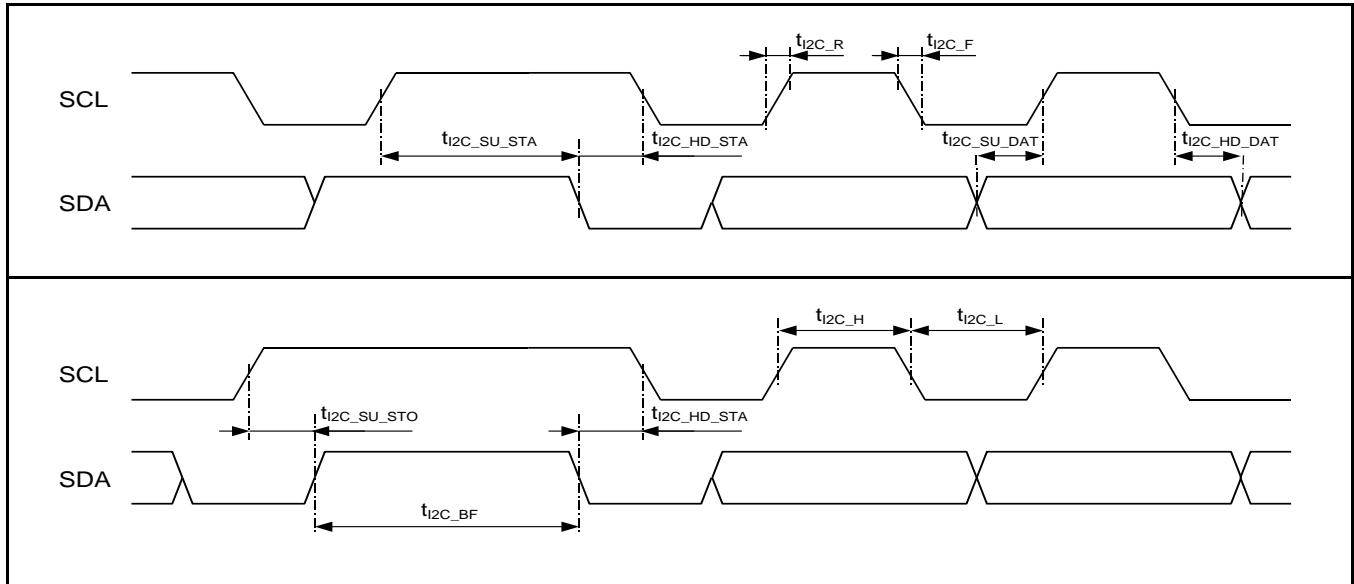 tI2C_R
tI2C_F
SCL
tI2C_SU_STA
tI2C_HD_STA
tI2C_SU_DAT
tI2C_HD_DAT
SDA
tI2C_H
tI2C_L
SCL
tI2C_SU_STO
tI2C_HD_STA
SDA
tI2C_BF